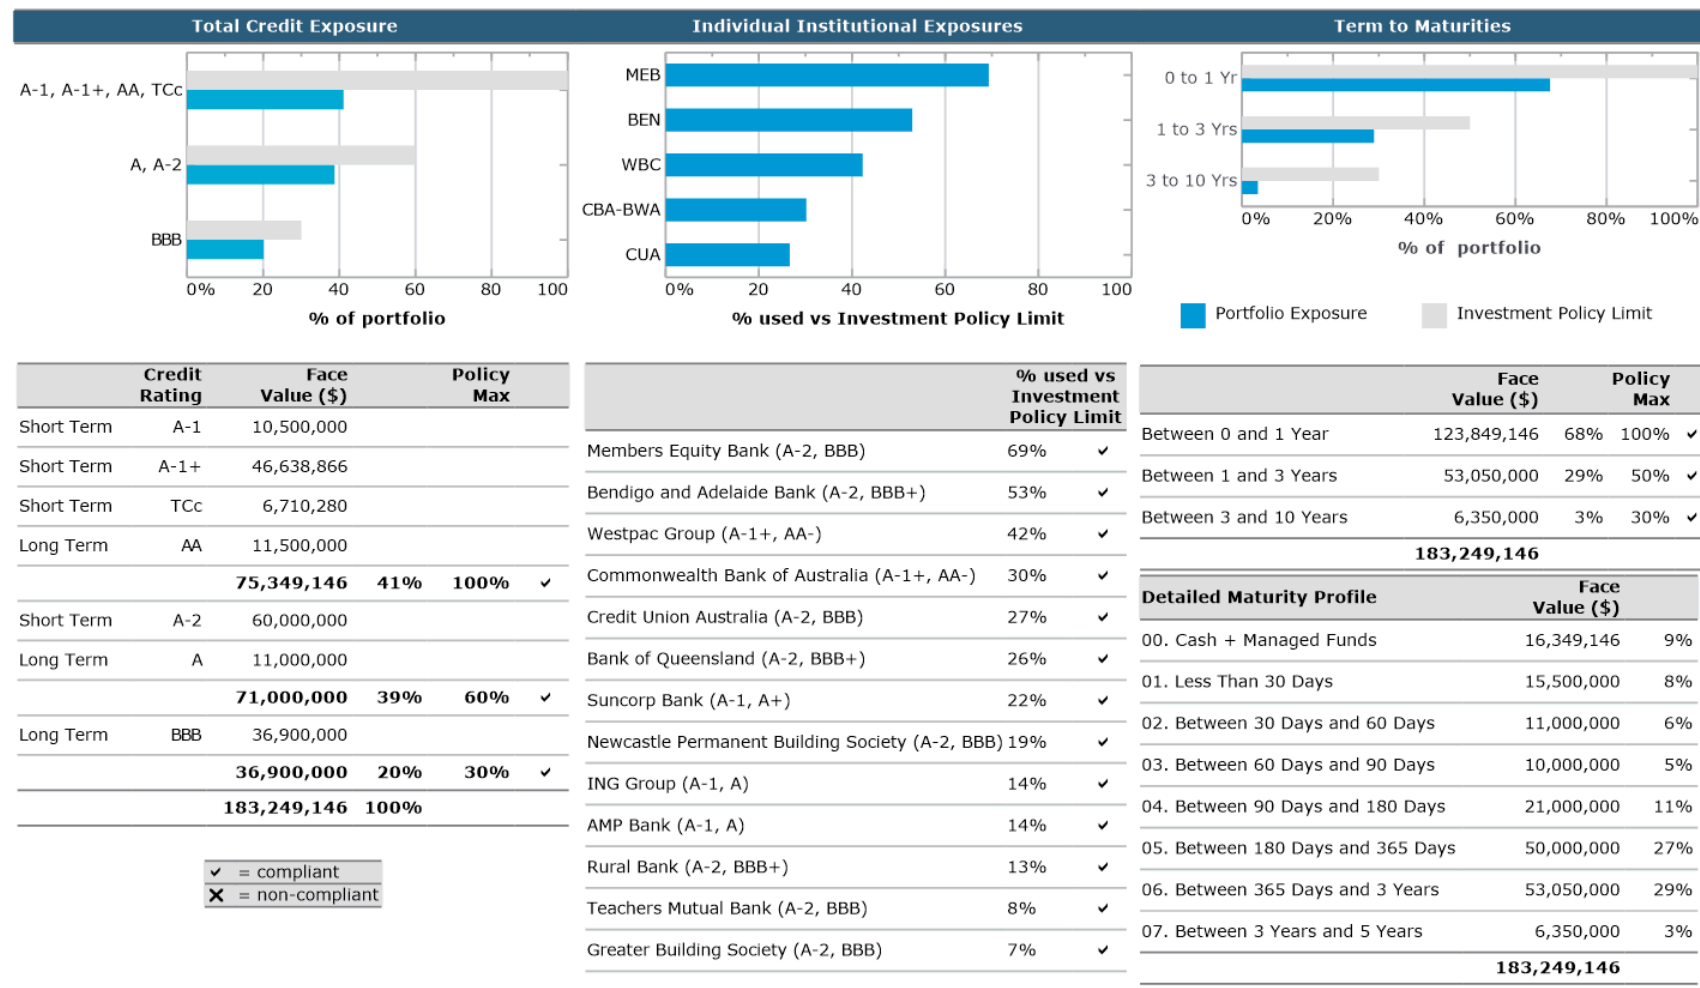 Total Credit Exposure
A-1, A-1+, AA, TCc
A, A-2
BBB
0% 20 40 60 80 100
% of portfolio
Individual Institutional Exposures
MEB
BEN
WBC
CBA-BWA
CUA
0% 20 40 60 80 100
% used vs Investment Policy Limit
Term to Maturities
0 to 1 Yr
1 to 3 Yrs
3 to 10 Yrs
0% 20% 40% 60% 80% 100%
% of portfolio
Portfolio Exposure Investment Policy Limit
Credit Face Policy
Rating Value ($) Max
Short Term A-1 10,500,000
Short Term A-1+ 46,638,866
Short Term TCc 6,710,280
Long Term AA 11,500,000
75,349,146 41% 100% ✓
Short Term A-2 60,000,000
Long Term A 11,000,000
71,000,000 39% 60% ✓
Long Term BBB 36,900,000
36,900,000 20% 30% ✓
183,249,146 100%
✓ = compliant
✗ = non-compliant
% used vs
Investment
Policy Limit
Members Equity Bank (A-2, BBB) 69% ✓
Bendigo and Adelaide Bank (A-2, BBB+) 53% ✓
Westpac Group (A-1+, AA-) 42% ✓
Commonwealth Bank of Australia (A-1+, AA-) 30% ✓
Credit Union Australia (A-2, BBB) 27% ✓
Bank of Queensland (A-2, BBB+) 26% ✓
Suncorp Bank (A-1, A+) 22% ✓
Newcastle Permanent Building Society (A-2, BBB) 19% ✓
ING Group (A-1, A) 14% ✓
AMP Bank (A-1, A) 14% ✓
Rural Bank (A-2, BBB+) 13% ✓
Teachers Mutual Bank (A-2, BBB) 8% ✓
Greater Building Society (A-2, BBB) 7% ✓
Face Policy
Value ($) Max
Between 0 and 1 Year 123,849,146 68% 100% ✓
Between 1 and 3 Years 53,050,000 29% 50% ✓
Between 3 and 10 Years 6,350,000 3% 30% ✓
183,249,146
Detailed Maturity Profile Face
Value ($)
00. Cash + Managed Funds 16,349,146 9%
01. Less Than 30 Days 15,500,000 8%
02. Between 30 Days and 60 Days 11,000,000 6%
03. Between 60 Days and 90 Days 10,000,000 5%
04. Between 90 Days and 180 Days 21,000,000 11%
05. Between 180 Days and 365 Days 50,000,000 27%
06. Between 365 Days and 3 Years 53,050,000 29%
07. Between 3 Years and 5 Years 6,350,000 3%
183,249,146